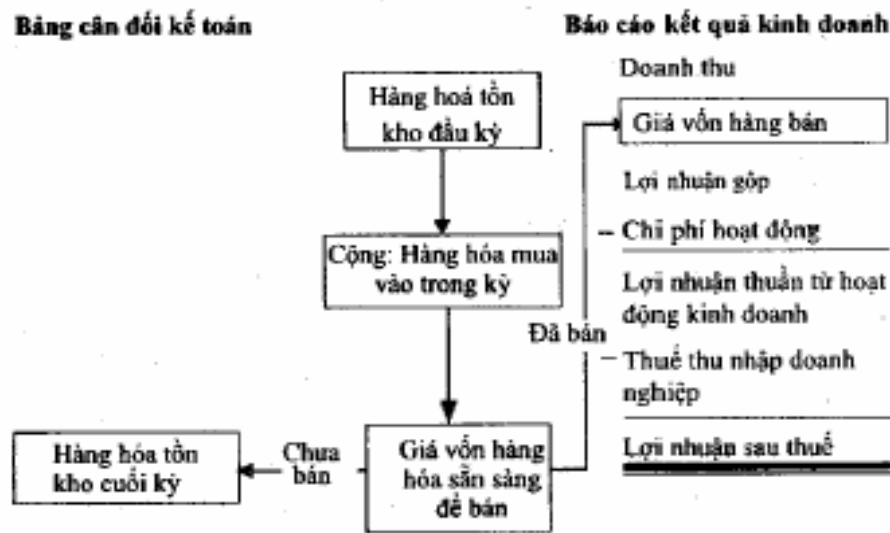 Bảng cân đối kế toán
Báo cáo kết quả kinh doanh
Hàng hoá tồn
kho đầu kỳ
Cộng: Hàng hóa mua
vào trong kỳ
Giá vốn hàng
hóa sẵn sàng
để bán
Chưa
bán
Hàng hóa tồn
kho cuối kỳ
Đã bán
Doanh thu
Giá vốn hàng bán
Lợi nhuận gôp
– Chi phí hoạt động
Lợi nhuận thuần từ hoạt
động kinh doanh
– Thuế thu nhập doanh
nghiệp
Lợi nhuận sau thuế